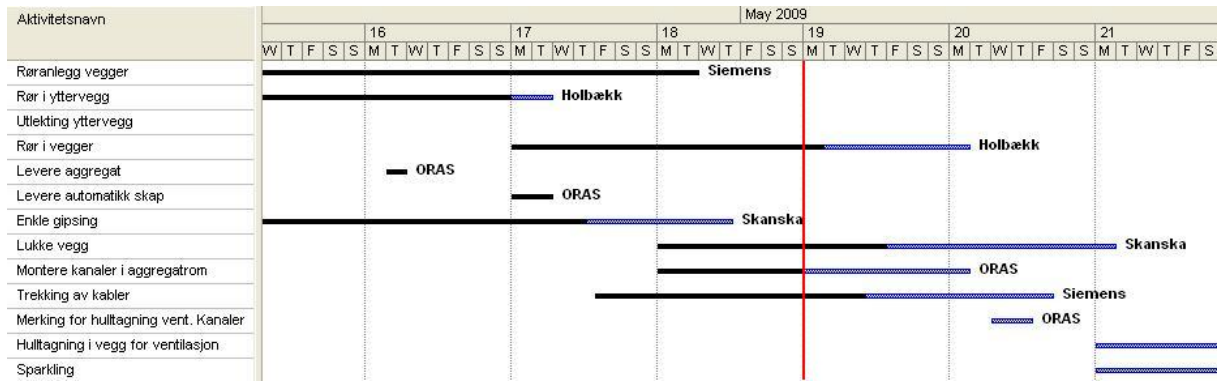 Aktivitetsnavn
May 2009
16 17 18 19 20 21
W T F S S M T W T F S S M T W T F S S M T W T F S S M T W T F S S M T W T F S S M T W T F S
Røranlegg vegger Siemens
Rør i yttervegg Holbækk
Utlekting yttervegg
Rør i vegger Holbækk
Levere aggregat ORAS
Levere automatikk skap ORAS
Enkle gipsing Skanska
Lukke vegg Skanska
Montere kanaler i aggregatrom ORAS
Trekking av kabler Siemens
Merking for hulltagning vent. Kanaler ORAS
Hulltagning i vegg for ventilasjon
Sparkling